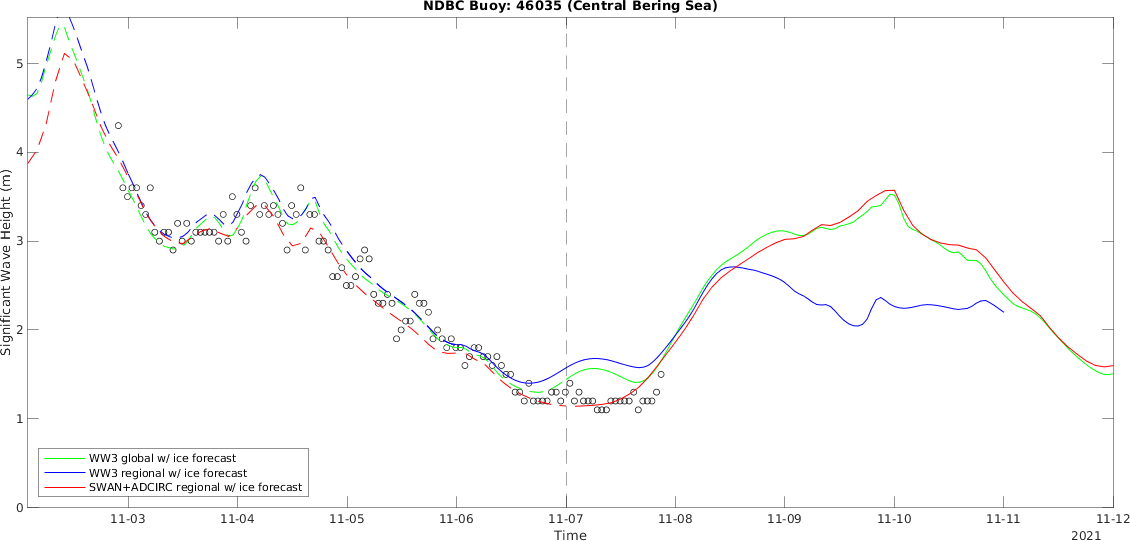 NDBC Buoy: 46035 (Central Bering Sea)
Significant Wave Height (m)
5
4
3
2
1
0
WW3 global w/ ice forecast
WW3 regional w/ ice forecast
SWAN+ADCIRC regional w/ ice forecast
11-03 11-04 11-05 11-06 11-07 11-08 11-09 11-10 11-11 11-12
Time
2021